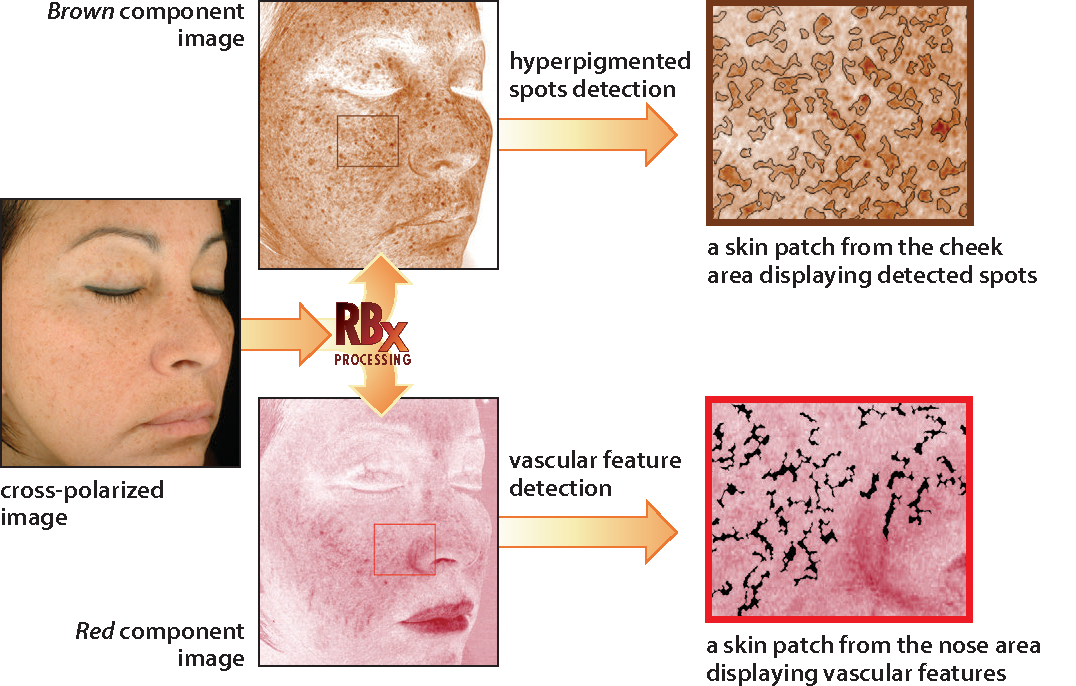 Brown component
image
hyperpigmented
spots detection
a skin patch from the cheek
area displaying detected spots
RBx
PROCESSING
cross-polarized
image
vascular feature
detection
Red component
image
a skin patch from the nose area
displaying vascular features